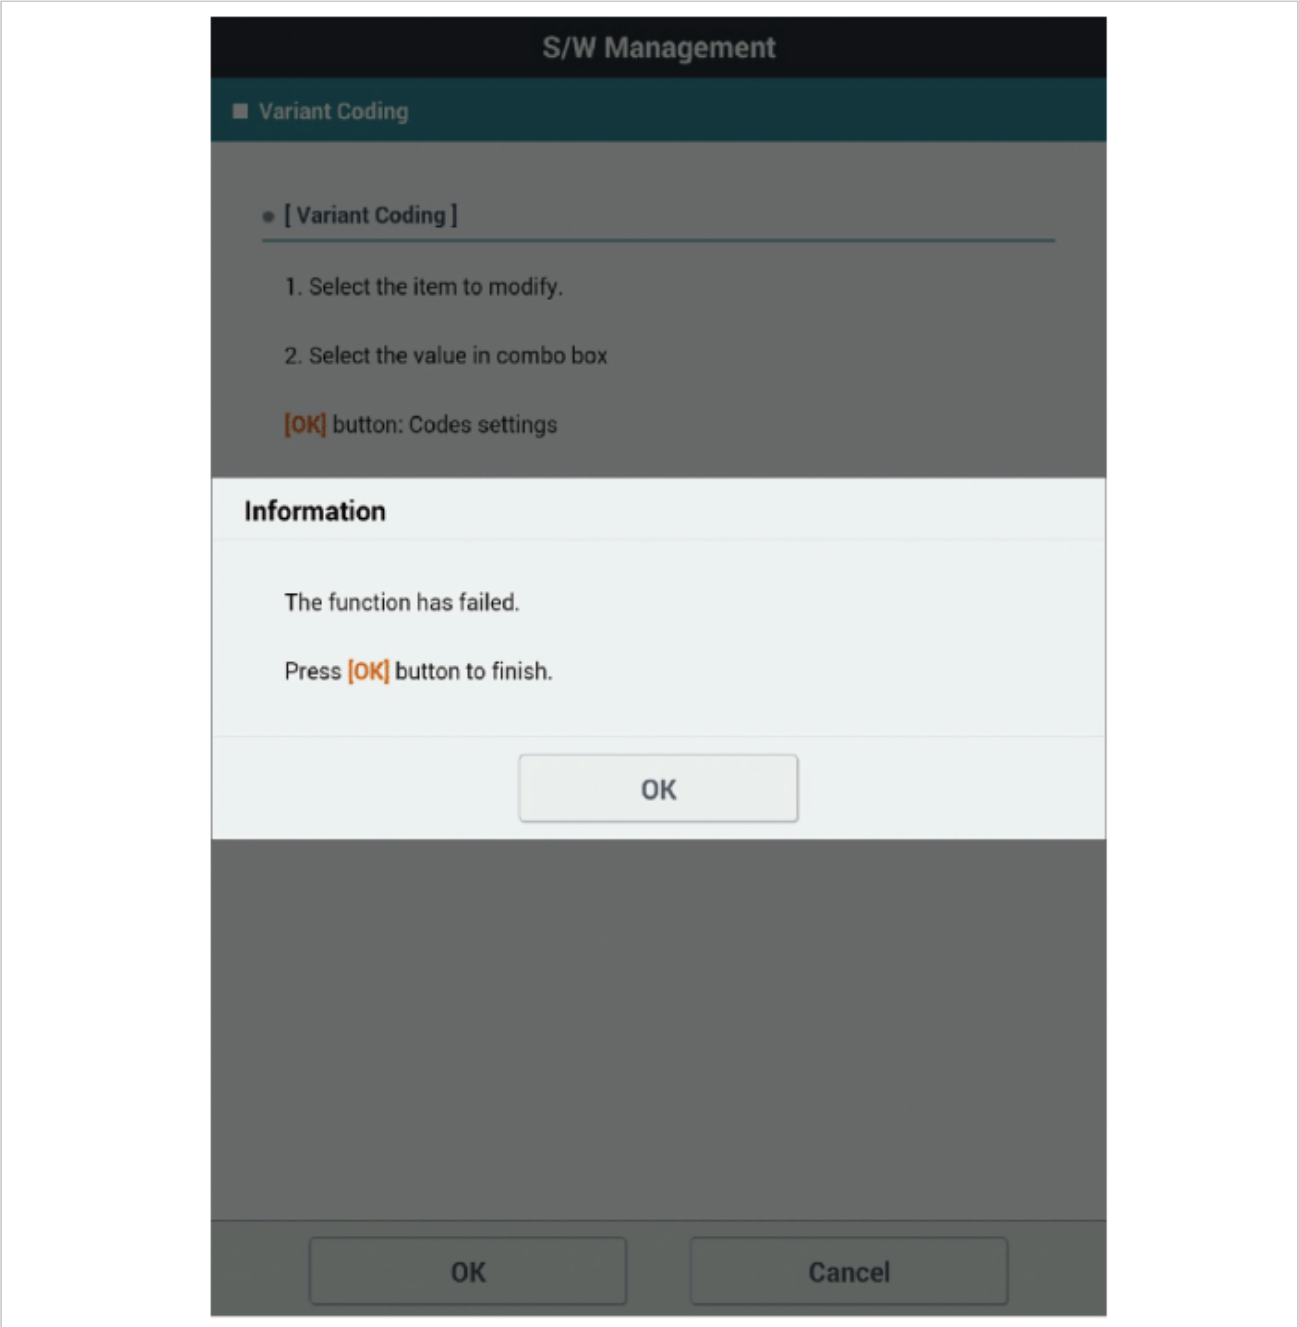 S/W Management
Variant Coding
[ Variant Coding ]
1. Select the item to modify.
2. Select the value in combo box
[OK] button: Codes settings
Information
The function has failed.
Press [OK] button to finish.
OK
OK Cancel